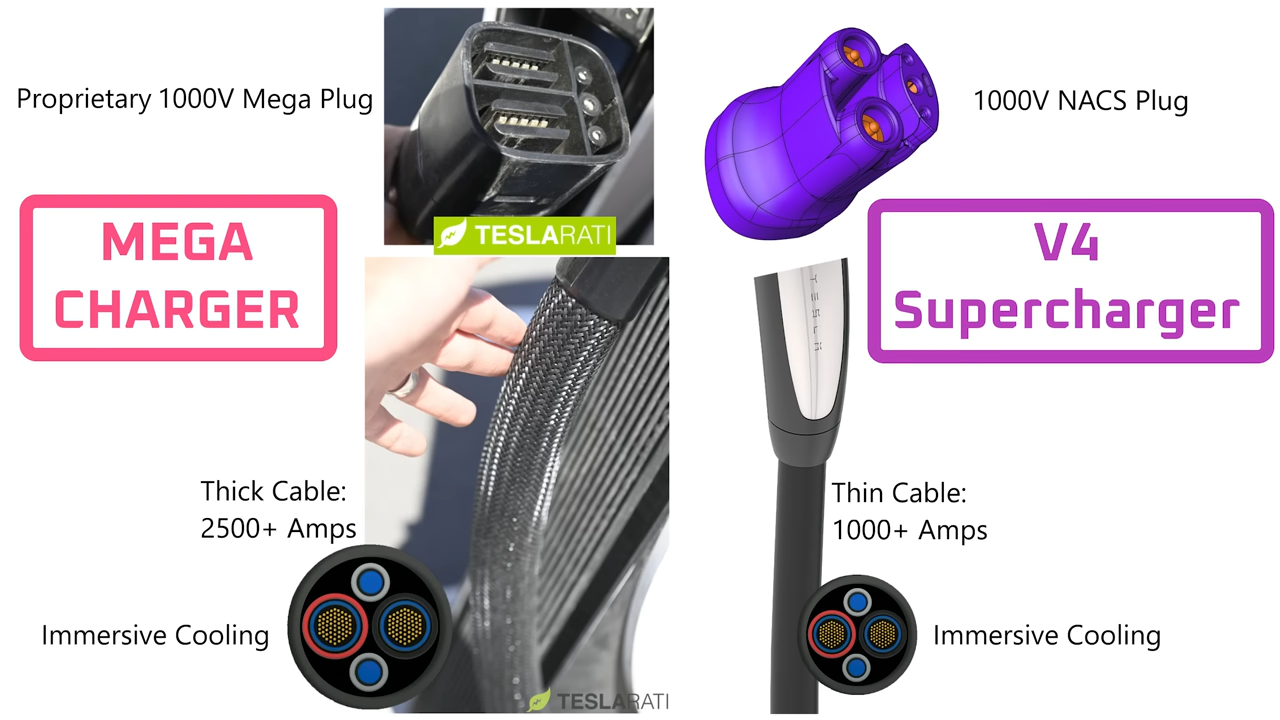 Proprietary 1000V Mega Plug
TESLARATI
1000V NACS Plug
MEGA
CHARGER
V4
Supercharger
TESLA
Thick Cable:
2500+ Amps
Thin Cable:
1000+ Amps
Immersive Cooling
Immersive Cooling
TESLARATI